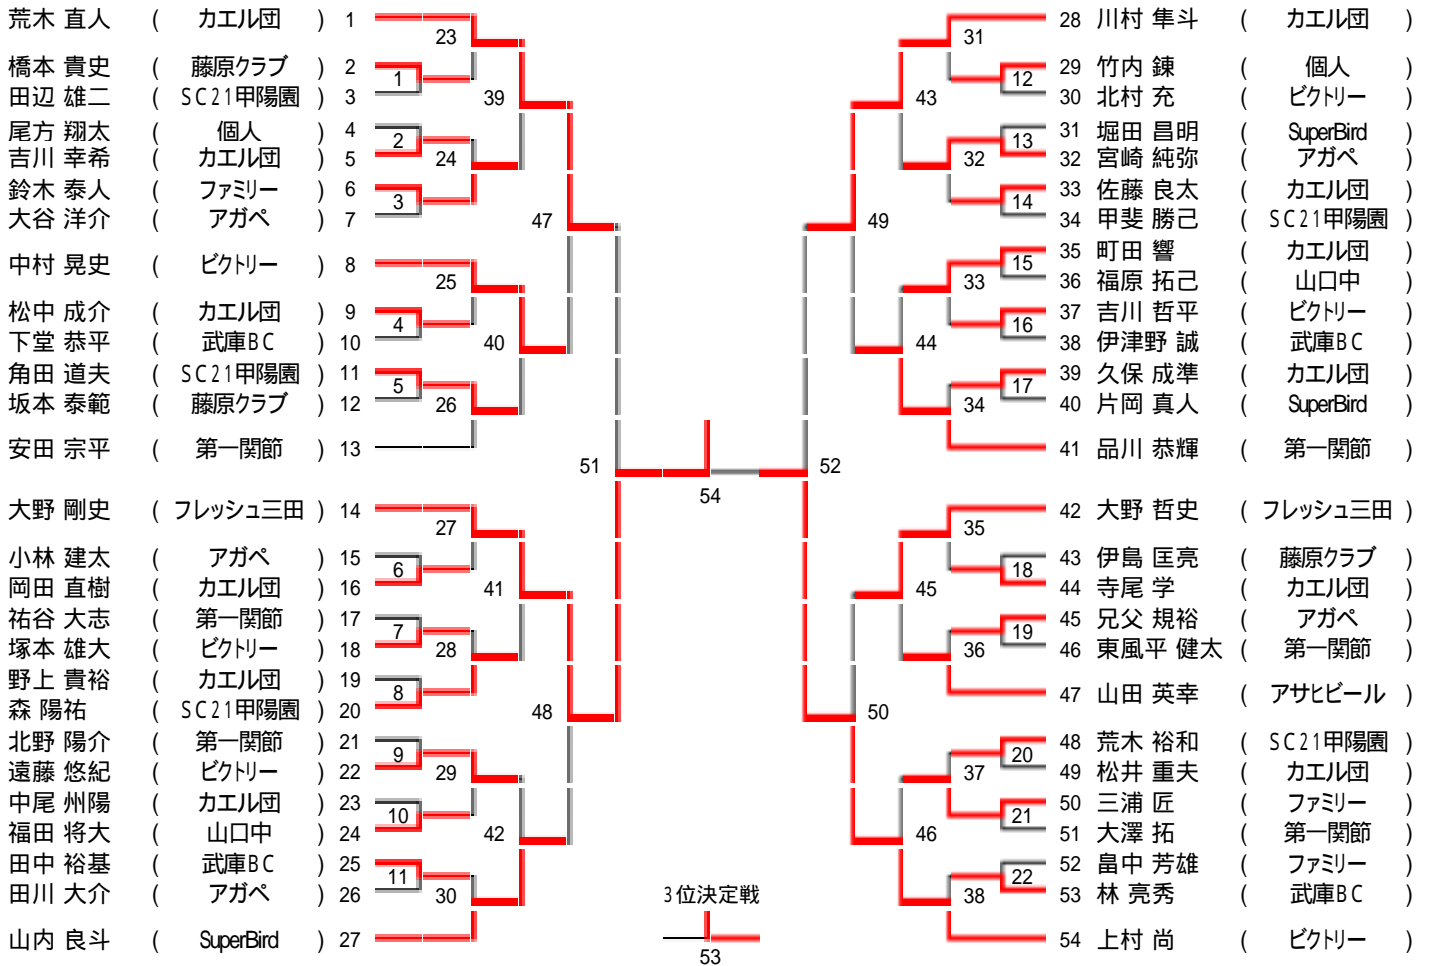 荒木 直人 ( カエル団 ) 1
橋本 貴史 ( 藤原クラブ ) 2
田辺 雄二 ( SC21甲陽園 ) 3
尾方 翔太 ( 個人 ) 4
吉川 幸希 ( カエル団 ) 5
鈴木 泰人 ( ファミリー ) 6
大谷 洋介 ( アガペ ) 7
中村 晃史 ( ビクトリー ) 8
松中 成介 ( カエル団 ) 9
下堂 恭平 ( 武庫BC ) 10
角田 道夫 ( SC21甲陽園 ) 11
坂本 泰範 ( 藤原クラブ ) 12
安田 宗平 ( 第一関節 ) 13
大野 剛史 ( フレッシュ三田 ) 14
小林 建太 ( アガペ ) 15
岡田 直樹 ( カエル団 ) 16
祐谷 大志 ( 第一関節 ) 17
塚本 雄大 ( ビクトリー ) 18
野上 貴裕 ( カエル団 ) 19
森 陽祐 ( SC21甲陽園 ) 20
北野 陽介 ( 第一関節 ) 21
遠藤 悠紀 ( ビクトリー ) 22
中尾 州陽 ( カエル団 ) 23
福田 将大 ( 山口中 ) 24
田中 裕基 ( 武庫BC ) 25
田川 大介 ( アガペ ) 26
山内 良斗 ( SuperBird ) 27
1
2
3
4
5
6
7
8
9
10
11
23
24
25
26
27
28
29
30
39
40
41
42
47
48
51
54
3位決定戦
53
52
49
50
43
44
45
46
31
32
33
34
35
36
37
38
12
13
14
15
16
17
18
19
20
21
22
28 川村 隼斗 ( カエル団 )
29 竹内 錬 ( 個人 )
30 北村 充 ( ビクトリー )
31 堀田 昌明 ( SuperBird )
32 宮崎 純弥 ( アガペ )
33 佐藤 良太 ( カエル団 )
34 甲斐 勝己 ( SC21甲陽園 )
35 町田 響 ( カエル団 )
36 福原 拓己 ( 山口中 )
37 吉川 哲平 ( ビクトリー )
38 伊津野 誠 ( 武庫BC )
39 久保 成準 ( カエル団 )
40 片岡 真人 ( SuperBird )
41 品川 恭輝 ( 第一関節 )
42 大野 哲史 ( フレッシュ三田 )
43 伊島 匡亮 ( 藤原クラブ )
44 寺尾 学 ( カエル団 )
45 兄父 規裕 ( アガペ )
46 東風平 健太 ( 第一関節 )
47 山田 英幸 ( アサヒビール )
48 荒木 裕和 ( SC21甲陽園 )
49 松井 重夫 ( カエル団 )
50 三浦 匠 ( ファミリー )
51 大澤 拓 ( 第一関節 )
52 畠中 芳雄 ( ファミリー )
53 林 亮秀 ( 武庫BC )
54 上村 尚 ( ビクトリー )